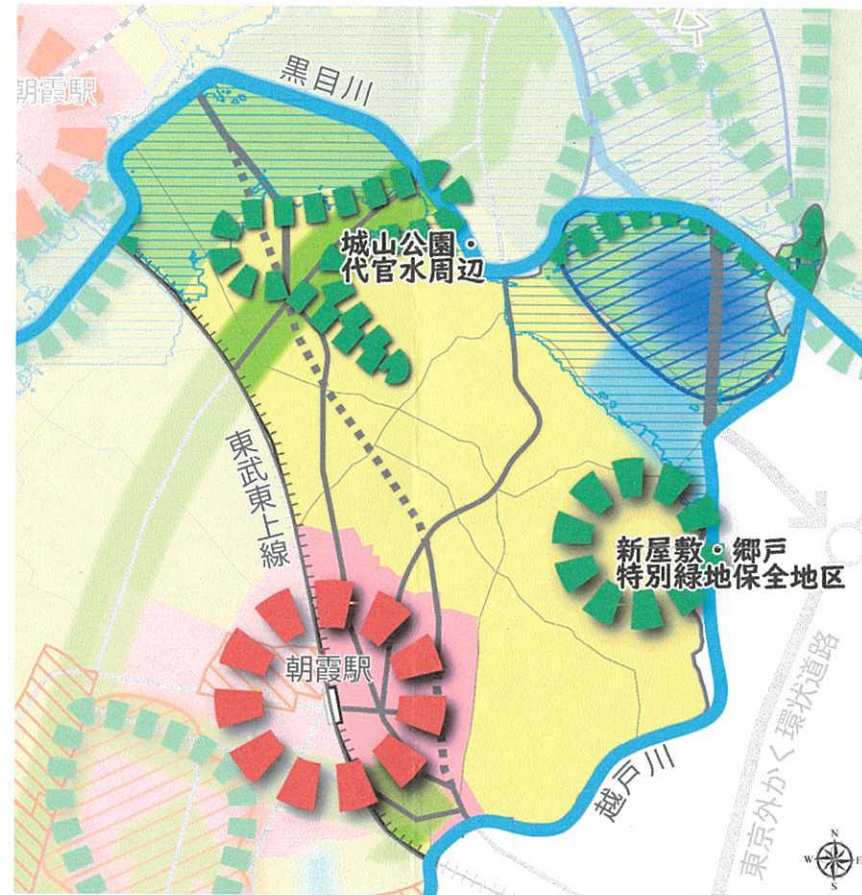 朝霞駅
黒目川
城山公園・
代官水周辺
東武東上線
新屋敷・郷戸
特別緑地保全地区
朝霞駅
越戸川
東京外かく環状道路
N
W E
S